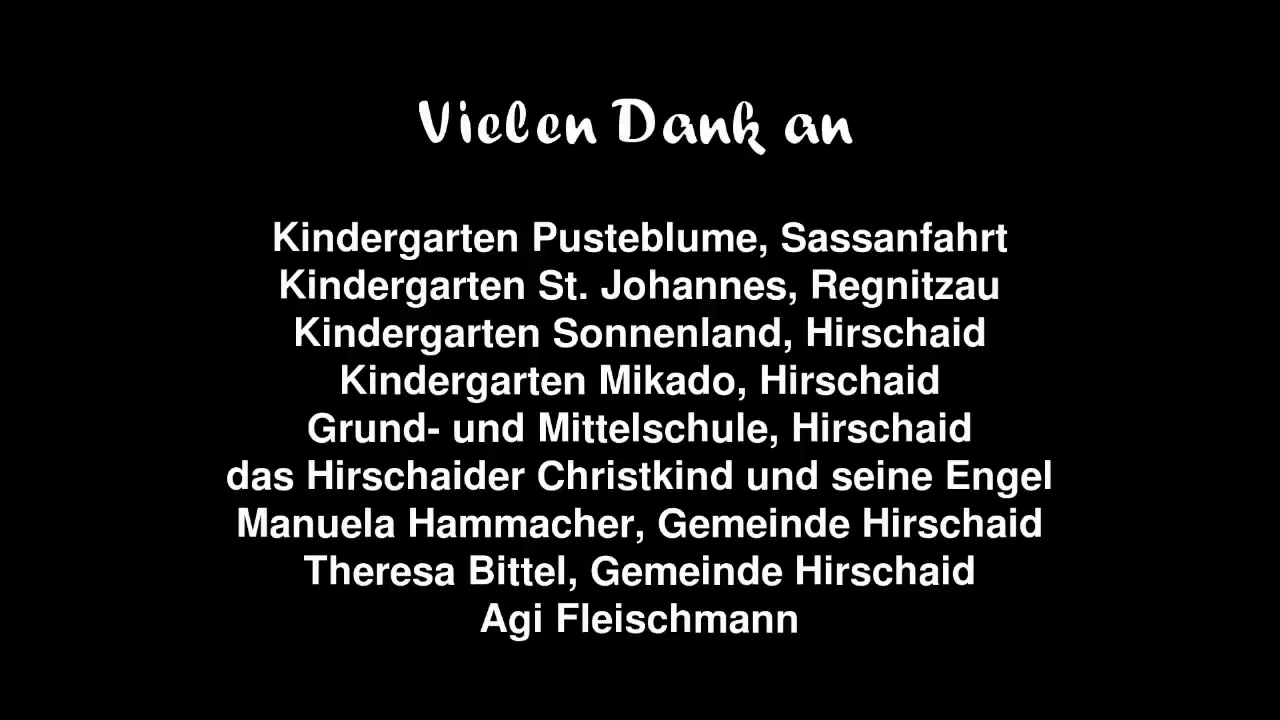 Vielen Dank an
Kindergarten Pusteblume, Sassanfahrt
Kindergarten St. Johannes, Regnitzau
Kindergarten Sonnenland, Hirschaid
Kindergarten Mikado, Hirschaid
Grund- und Mittelschule, Hirschaid
das Hirschaider Christkind und seine Engel
Manuela Hammacher, Gemeinde Hirschaid
Theresa Bittel, Gemeinde Hirschaid
Agi Fleischmann